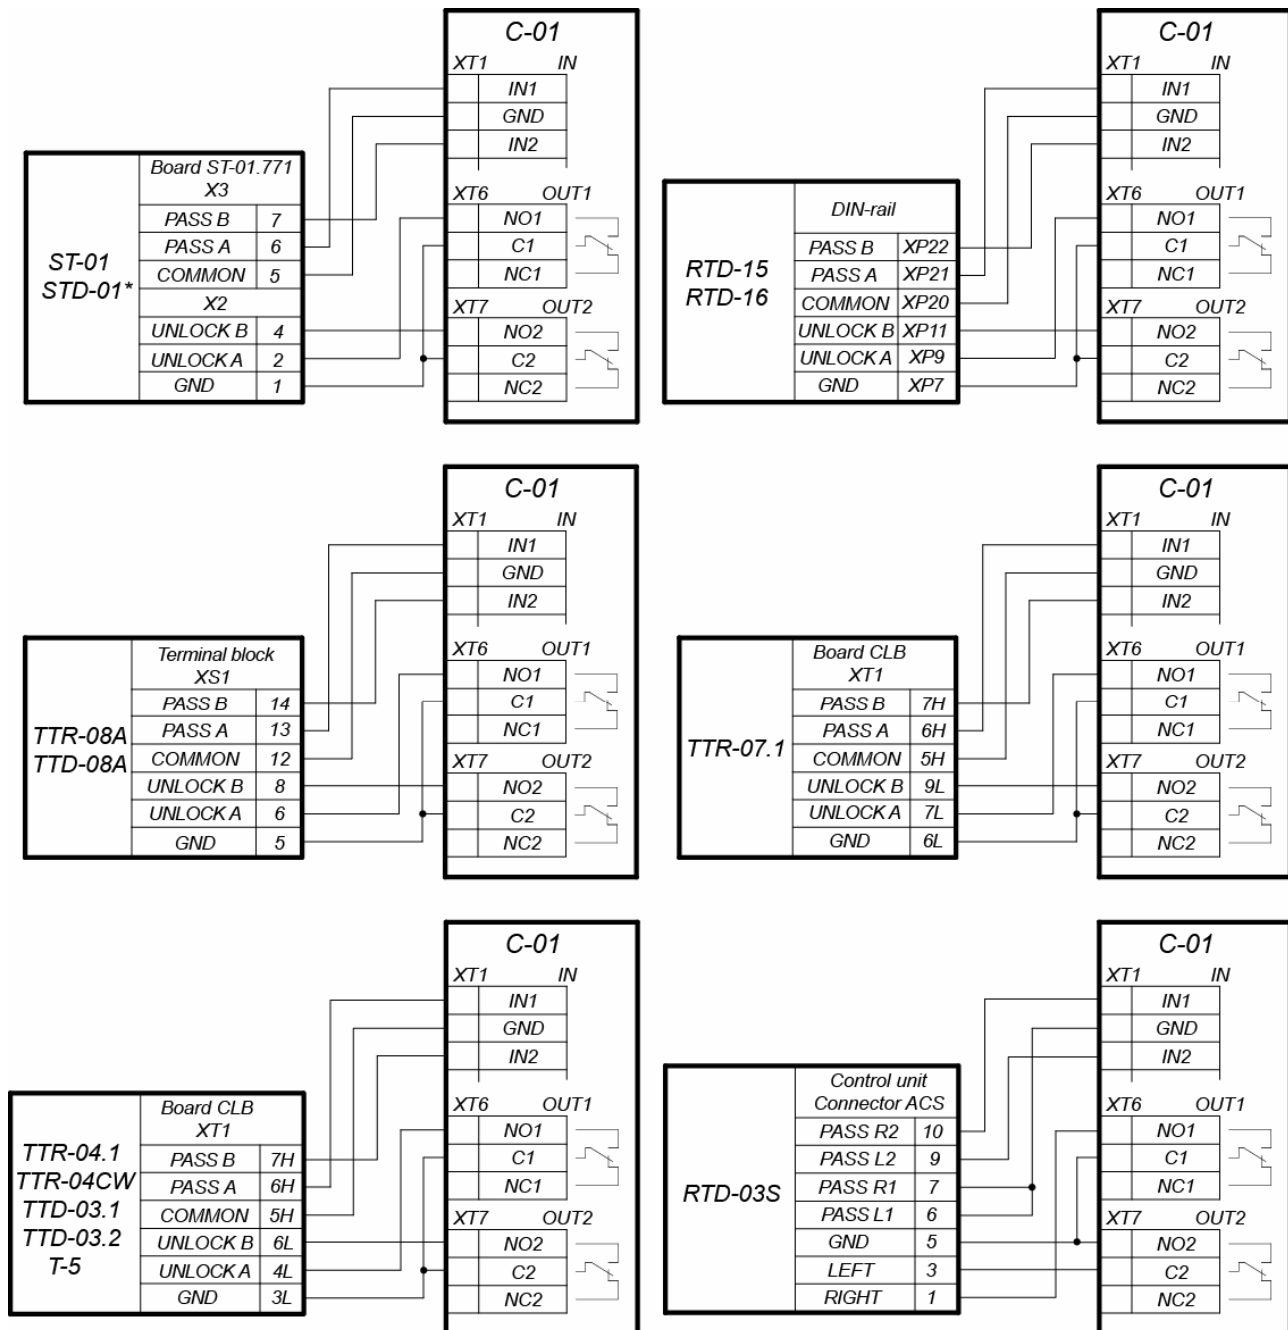 C-01
XT1 IN
IN1
GND
IN2
XT6 OUT1
NO1
C1
NC1
XT7 OUT2
NO2
C2
NC2
ST-01
STD-01*
Board ST-01.771
X3
PASS B 7
PASS A 6
COMMON 5
X2
UNLOCK B 4
UNLOCK A 2
GND 1
C-01
XT1 IN
IN1
GND
IN2
XT6 OUT1
NO1
C1
NC1
XT7 OUT2
NO2
C2
NC2
RTD-15
RTD-16
DIN-rail
PASS B XP22
PASS A XP21
COMMON XP20
UNLOCK B XP11
UNLOCK A XP9
GND XP7
C-01
XT1 IN
IN1
GND
IN2
XT6 OUT1
NO1
C1
NC1
XT7 OUT2
NO2
C2
NC2
TTR-08A
TTD-08A
Terminal block
XS1
PASS B 14
PASS A 13
COMMON 12
UNLOCK B 8
UNLOCK A 6
GND 5
C-01
XT1 IN
IN1
GND
IN2
XT6 OUT1
NO1
C1
NC1
XT7 OUT2
NO2
C2
NC2
TTR-07.1
Board CLB
XT1
PASS B 7H
PASS A 6H
COMMON 5H
UNLOCK B 9L
UNLOCK A 7L
GND 6L
C-01
XT1 IN
IN1
GND
IN2
XT6 OUT1
NO1
C1
NC1
XT7 OUT2
NO2
C2
NC2
TTR-04.1
TTR-04CW
TTD-03.1
TTD-03.2
T-5
Board CLB
XT1
PASS B 7H
PASS A 6H
COMMON 5H
UNLOCK B 6L
UNLOCK A 4L
GND 3L
C-01
XT1 IN
IN1
GND
IN2
XT6 OUT1
NO1
C1
NC1
XT7 OUT2
NO2
C2
NC2
RTD-03S
Control unit
Connector ACS
PASS R2 10
PASS L2 9
PASS R1 7
PASS L1 6
GND 5
LEFT 3
RIGHT 1